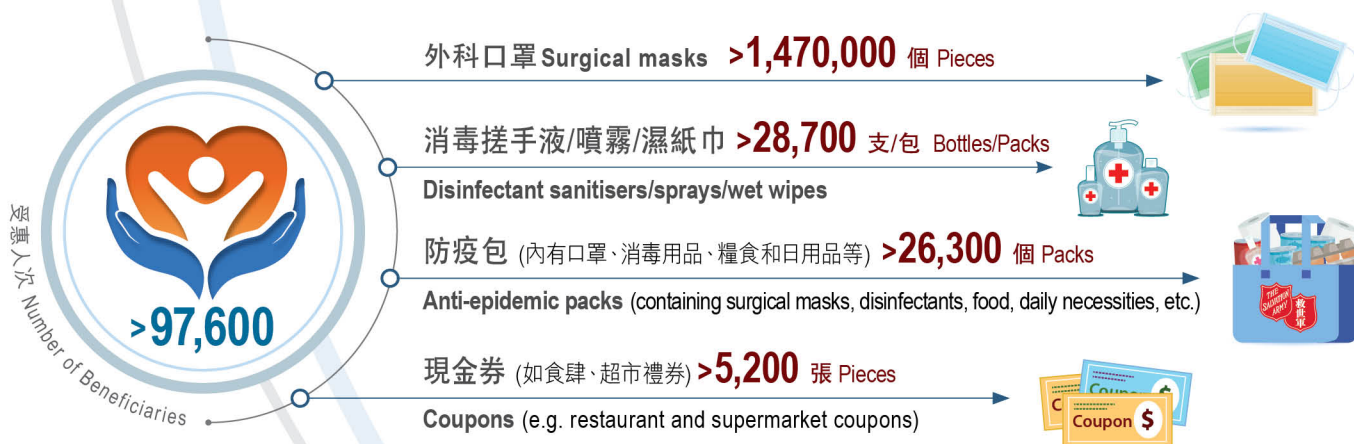 外科口罩 Surgical masks >1,470,000 個 Pieces
消毒搓手液/噴霧/濕紙巾 >28,700 支/包 Bottles/Packs
Disinfectant sanitisers/sprays/wet wipes
防疫包 (內有口罩、消毒用品、糧食和日用品等) >26,300 個 Packs
Anti-epidemic packs (containing surgical masks, disinfectants, food, daily necessities, etc.)
THE
SALVATION
ARMY
救世軍
現金券 (如食肆、超市禮券) >5,200 張 Pieces
Coupons (e.g. restaurant and supermarket coupons)
Coupon $
>97,600
受惠人次 Number of Beneficiaries